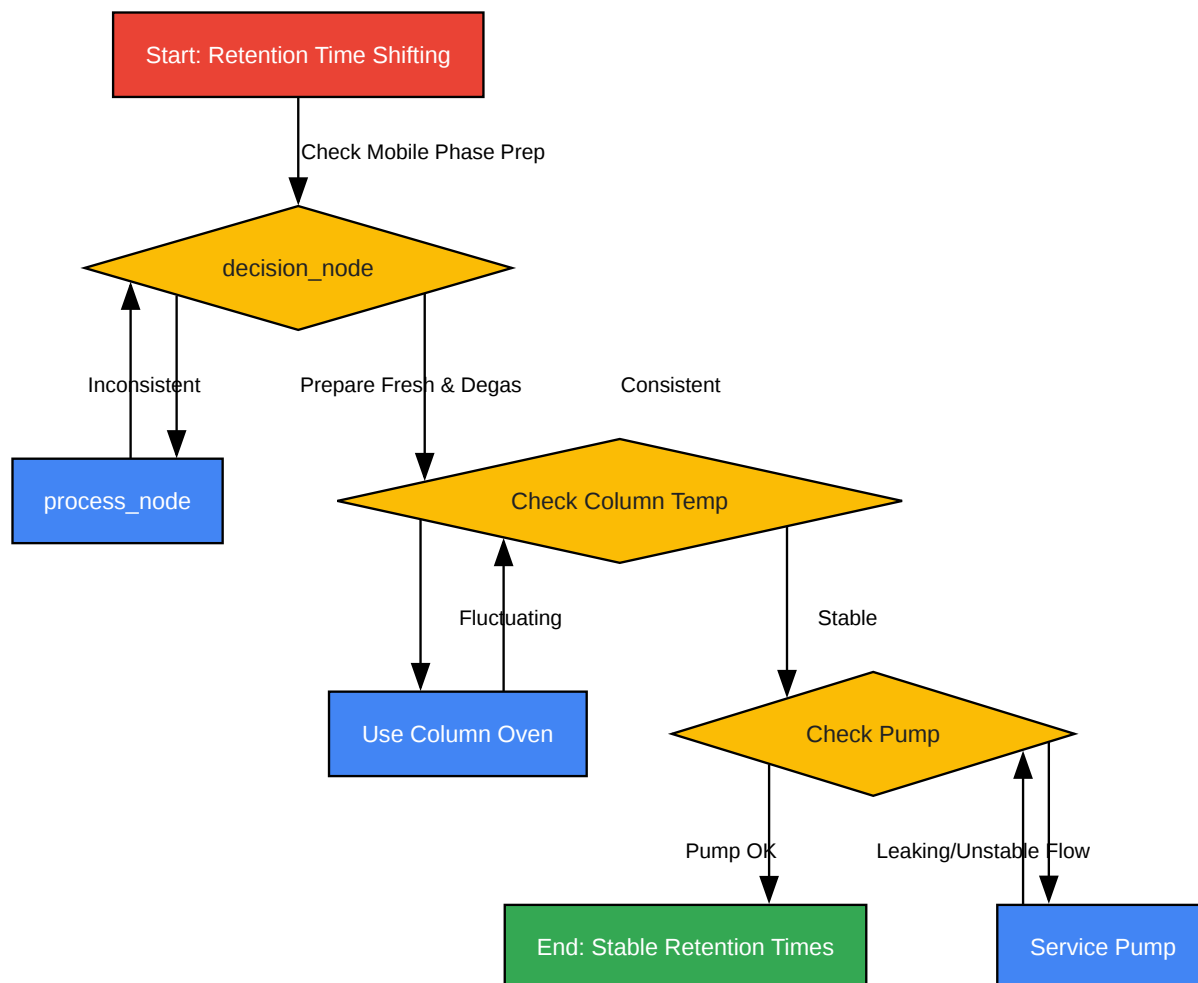 Start: Retention Time Shifting
Check Mobile Phase Prep
decision_node
Inconsistent
Prepare Fresh & Degas
Consistent
process_node
Check Column Temp
Fluctuating
Stable
Use Column Oven
Check Pump
Pump OK
Leaking/Unstable Flow
End: Stable Retention Times
Service Pump